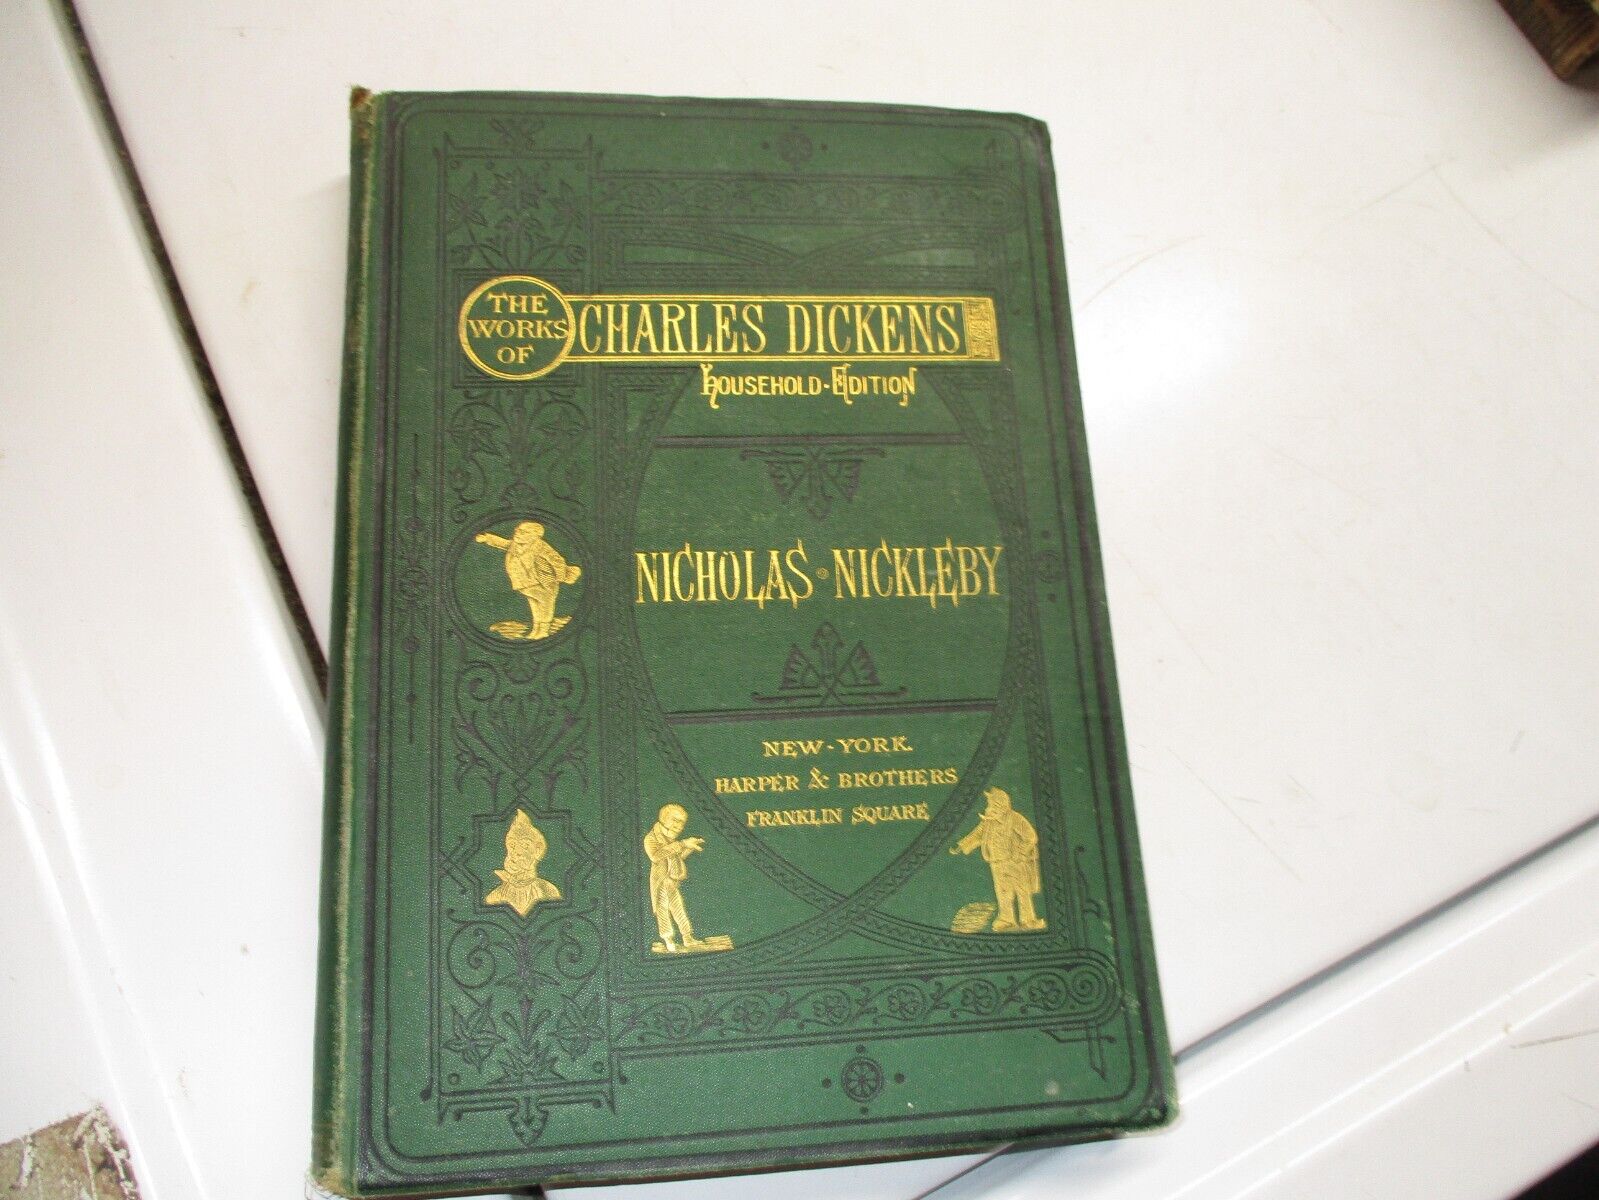 THE
WORKS
OF
CHARLES DICKENS
HOUSEHOLD-EDITION
NICHOLAS NICKLEBY
NEW-YORK.
HARPER & BROTHERS
FRANKLIN SQUARE